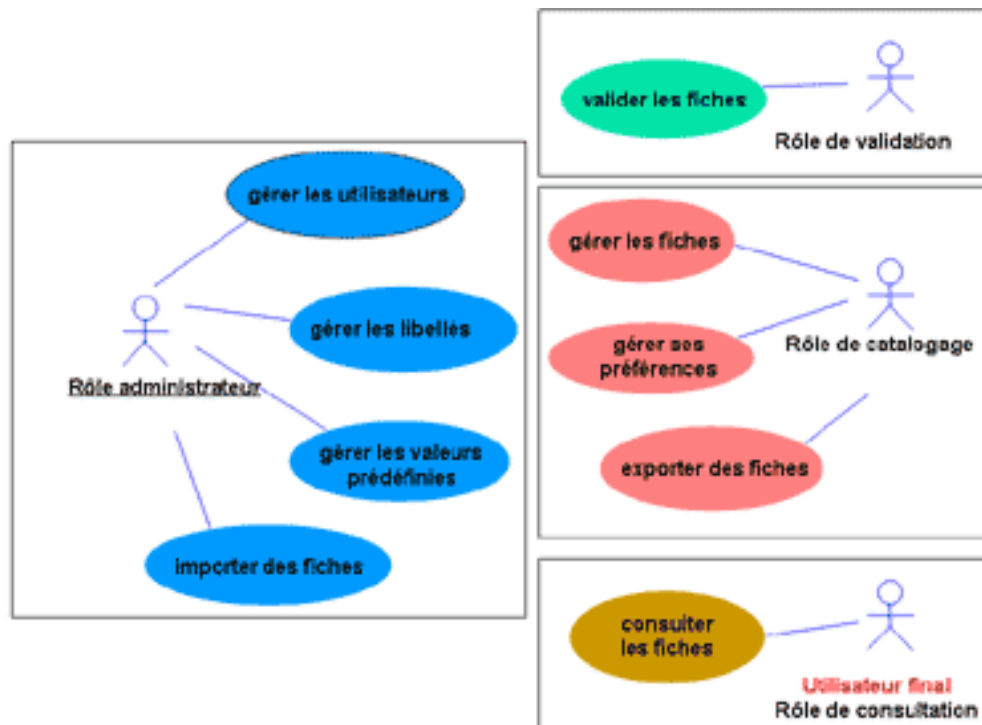 gérer les utilisateurs
gérer les libellés
Rôle administrateur
gérer les valeurs
prédéfinies
importer des fiches
valider les fiches
Rôle de validation
gérer les fiches
gérer ses
préférences
Rôle de catalogage
exporter des fiches
consulter
les fiches
Utilisateur final
Rôle de consultation